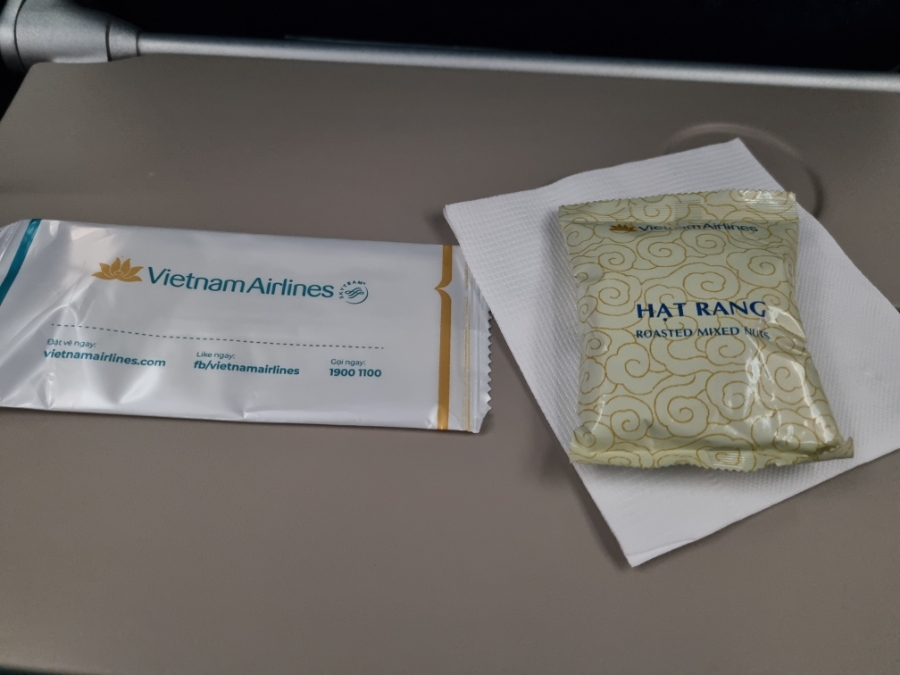 VietnamAirlines
SKYTEAM
Đặt vé ngay:
vietnamairlines.com
Like ngay:
fb/vietnamairlines
Gọi ngay:
1900 1100
VietnamAirlines
HẠT RANG
ROASTED MIXED NUTS